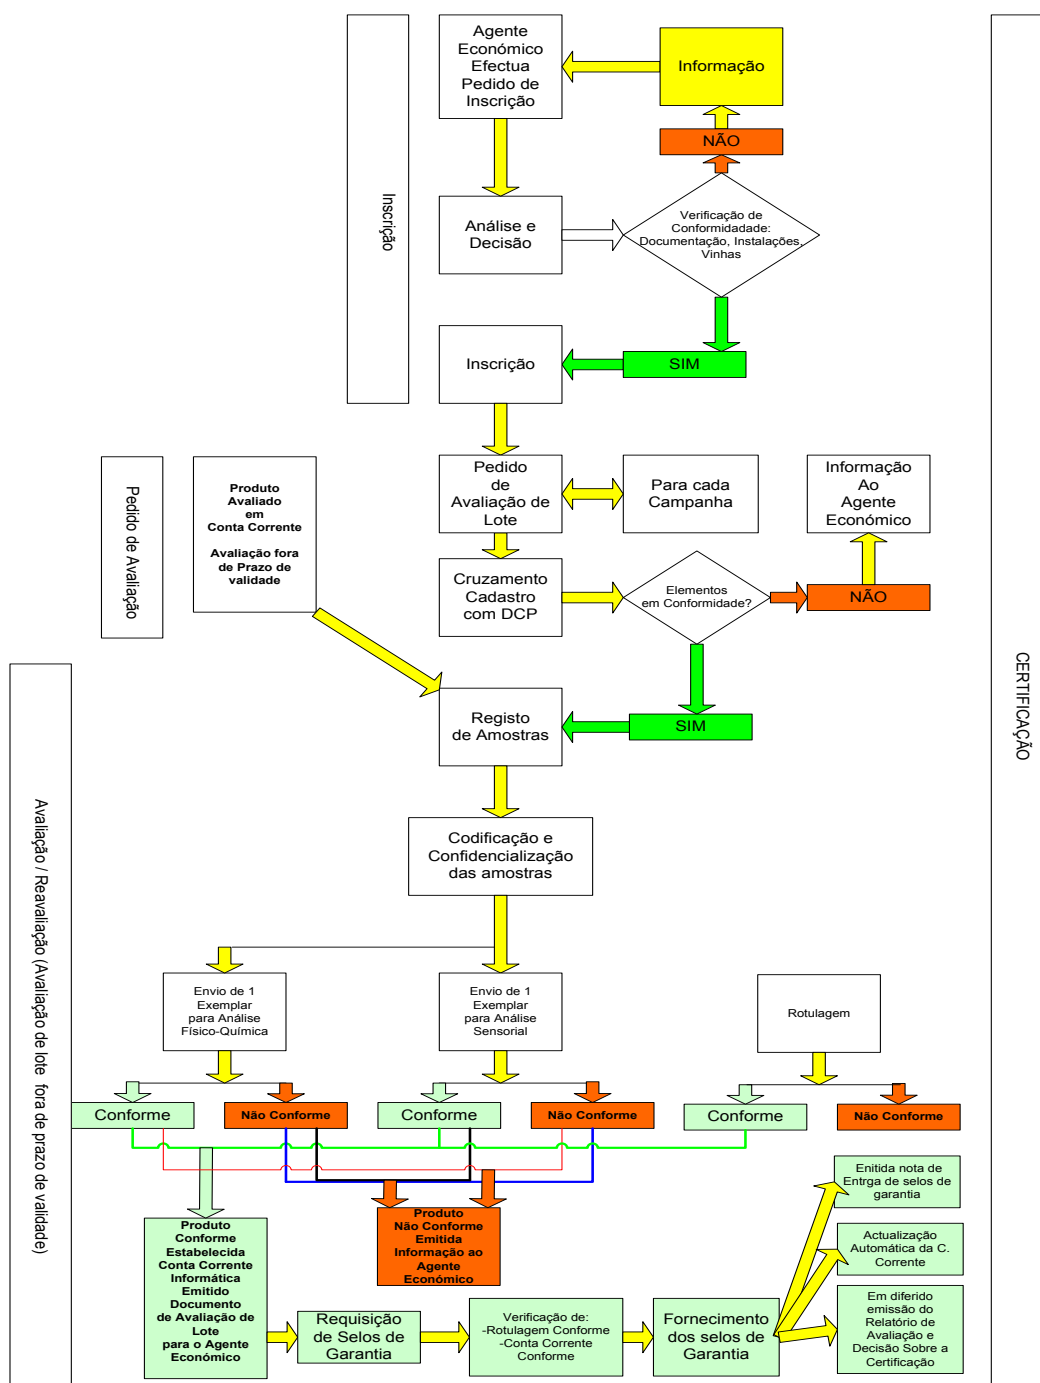 Agente
Económico
Efectua
Pedido de
Inscrição
Informação
NÃO
Inscrição
Análise e
Decisão
Verificação de
Conformidadade:
Documentação, Instalações,
Vinhas
Inscrição
SIM
Pedido de Avaliação
Produto
Avaliado
em
Conta Corrente
Avaliação fora
de Prazo de
validade
Pedido
de
Avaliação de
Lote
Para cada
Campanha
Informação
Ao
Agente
Económico
Cruzamento
Cadastro
com DCP
Elementos
em Conformidade?
NÃO
CERTIFICAÇÃO
Registo
de Amostras
SIM
Avaliação / Reavaliação (Avaliação de lote fora de prazo de validade)
Codificação e
Confidencialização
das amostras
Envio de 1
Exemplar
para Análise
Físico-Química
Envio de 1
Exemplar
para Análise
Sensorial
Rotulagem
Conforme
Não Conforme
Conforme
Não Conforme
Conforme
Não Conforme
Produto
Conforme
Estabelecida
Conta Corrente
Informática
Emitido
Documento
de Avaliação de
Lote
para o Agente
Económico
Produto
Não Conforme
Emitida
Informação ao
Agente
Económico
Requisição
de Selos de
Garantia
Verificação de:
-Rotulagem Conforme
-Conta Corrente
Conforme
Fornecimento
dos selos de
Garantia
Enitida nota de
Entrga de selos de
garantia
Actualização
Automática da C.
Corrente
Em diferido
emissão do
Relatório de
Avaliação e
Decisão Sobre a
Certificação